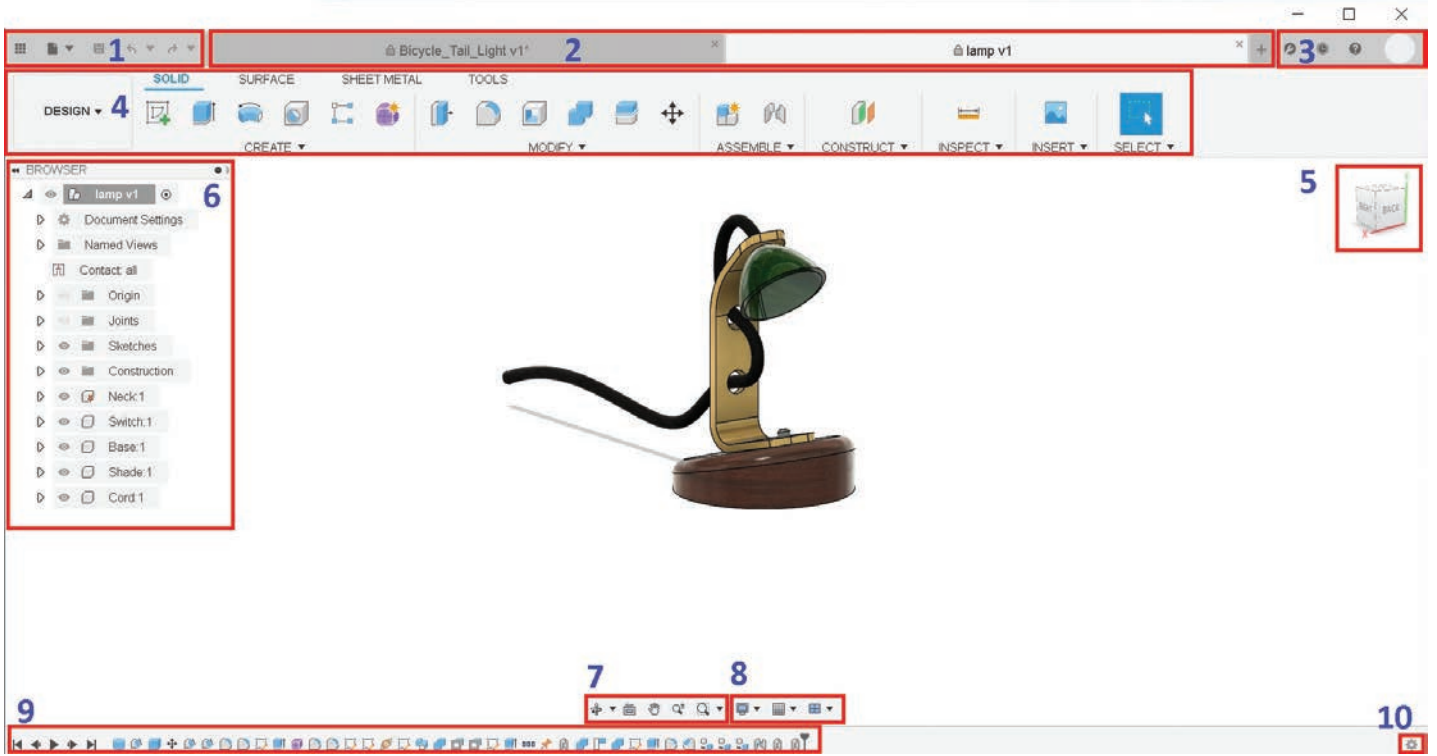 1
Bicycle_Tail_Light v1*
2
lamp v1
3
SOLID SURFACE SHEET METAL TOOLS
DESIGN 4
CREATE MODIFY ASSEMBLE CONSTRUCT INSPECT INSERT SELECT
BROWSER
6
5
lamp v1
Document Settings
Named Views
Contact: all
Origin
Joints
Sketches
Construction
Neck:1
Switch:1
Base:1
Shade:1
Cord:1
RIGHT BACK
X
7 8
9
10